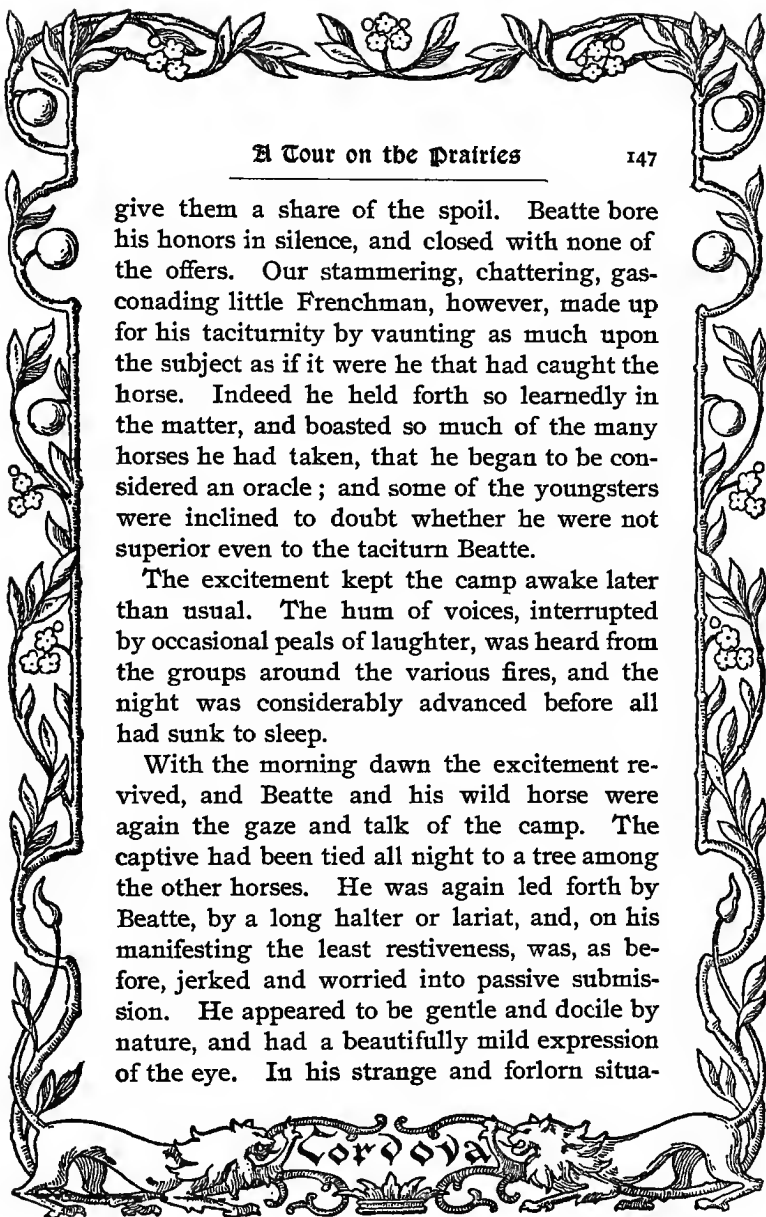 A Tour on the Prairies 147
give them a share of the spoil. Beatte bore
his honors in silence, and closed with none of
the offers. Our stammering, chattering, gas-
conading little Frenchman, however, made up
for his taciturnity by vaunting as much upon
the subject as if it were he that had caught the
horse. Indeed he held forth so learnedly in
the matter, and boasted so much of the many
horses he had taken, that he began to be con-
sidered an oracle; and some of the youngsters
were inclined to doubt whether he were not
superior even to the taciturn Beatte.
The excitement kept the camp awake later
than usual. The hum of voices, interrupted
by occasional peals of laughter, was heard from
the groups around the various fires, and the
night was considerably advanced before all
had sunk to sleep.
With the morning dawn the excitement re-
vived, and Beatte and his wild horse were
again the gaze and talk of the camp. The
captive had been tied all night to a tree among
the other horses. He was again led forth by
Beatte, by a long halter or lariat, and, on his
manifesting the least restiveness, was, as be-
fore, jerked and worried into passive submis-
sion. He appeared to be gentle and docile by
nature, and had a beautifully mild expression
of the eye. In his strange and forlorn situa-
Cordova